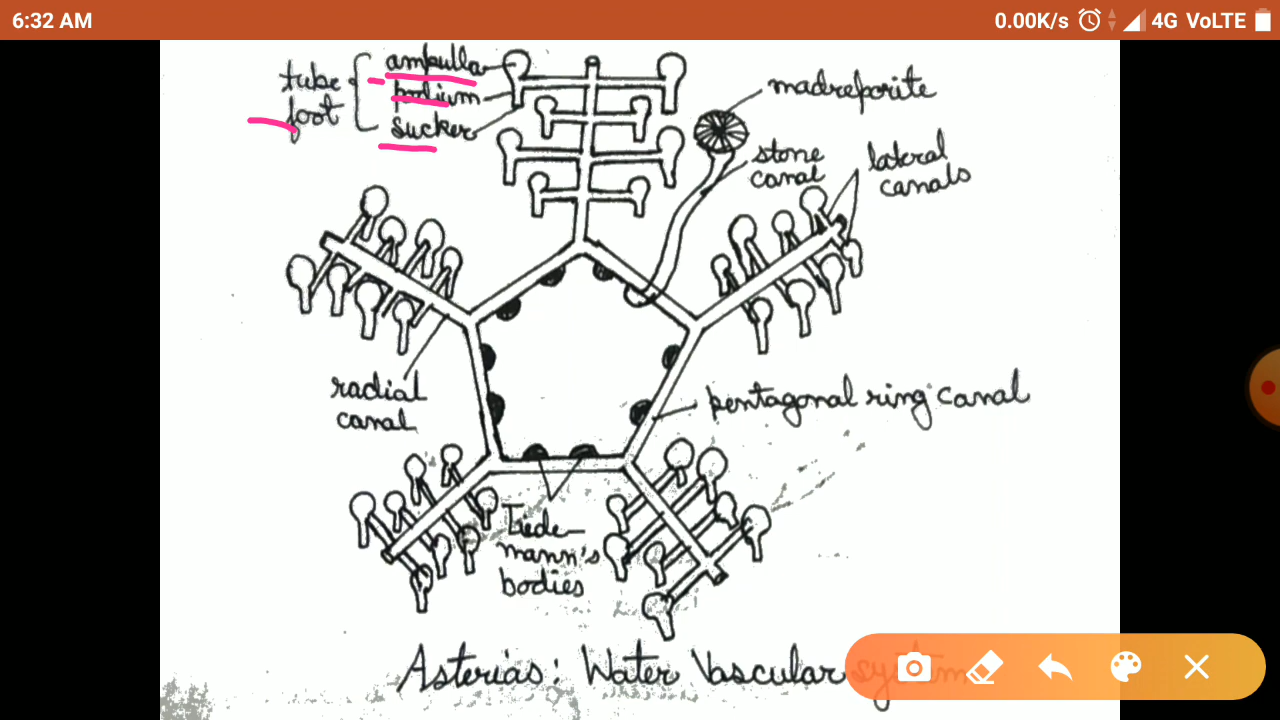 6:32 AM
0.00K/s 4G VoLTE
tube foot
ampulla
podium
sucker
madreporite
stone
canal
lateral
canals
radial
canal
pentagonal ring canal
Tiede-
mann's
bodies
Asterias: Water Vascular system